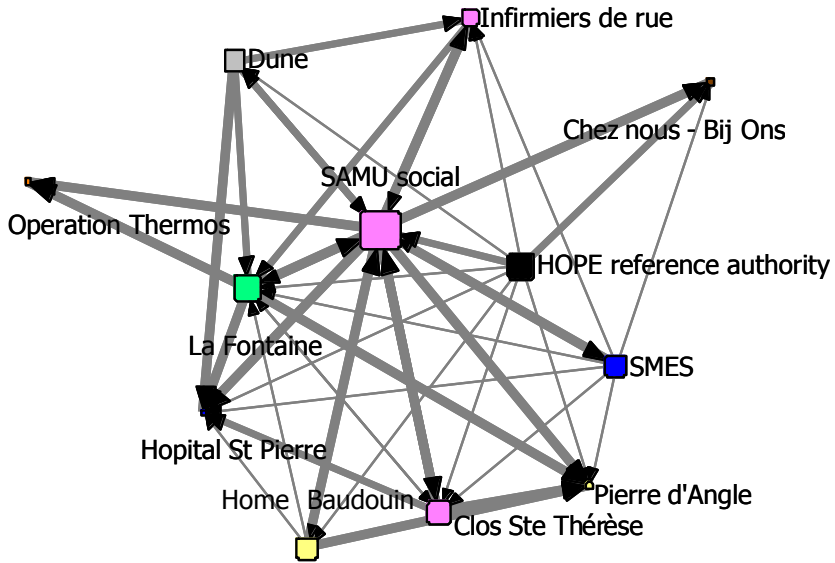 Infirmiers de rue
Dune
Chez nous - Bij Ons
SAMU social
Operation Thermos
HOPE reference authority
La Fontaine
SMES
Hopital St Pierre
Home Baudouin
Pierre d'Angle
Clos Ste Thérèse